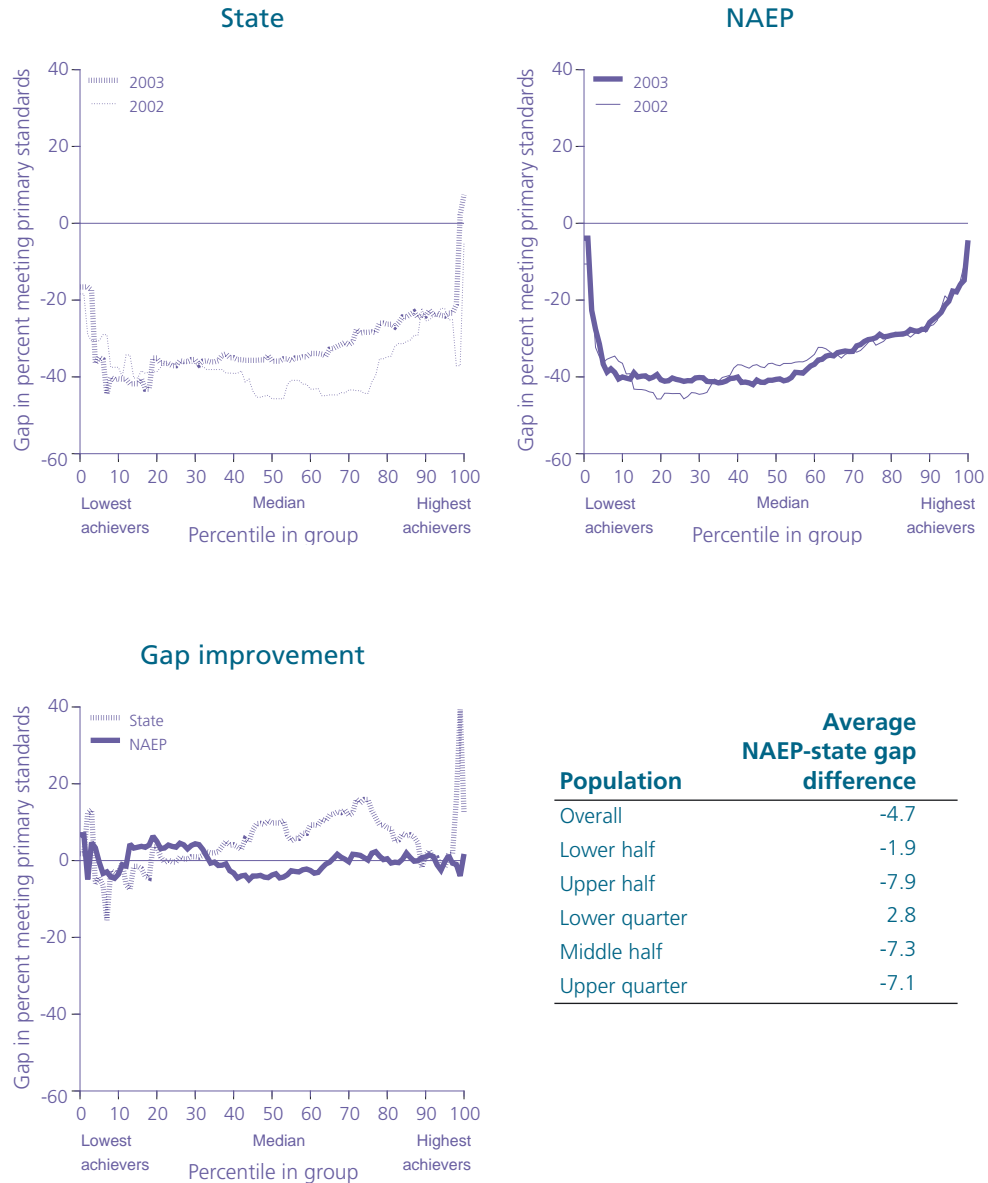 State
Gap in percent meeting primary standards
40
20
0
-20
-40
-60
2003
2002
0 10 20 30 40 50 60 70 80 90 100
Lowest Median Highest
achievers achievers
Percentile in group
NAEP
Gap in percent meeting primary standards
40
20
0
-20
-40
-60
2003
2002
0 10 20 30 40 50 60 70 80 90 100
Lowest Median Highest
achievers achievers
Percentile in group
Gap improvement
Gap in percent meeting primary standards
40
20
0
-20
-40
-60
State
NAEP
0 10 20 30 40 50 60 70 80 90 100
Lowest Median Highest
achievers achievers
Percentile in group
Average
NAEP-state gap
Population difference
Overall -4.7
Lower half -1.9
Upper half -7.9
Lower quarter 2.8
Middle half -7.3
Upper quarter -7.1